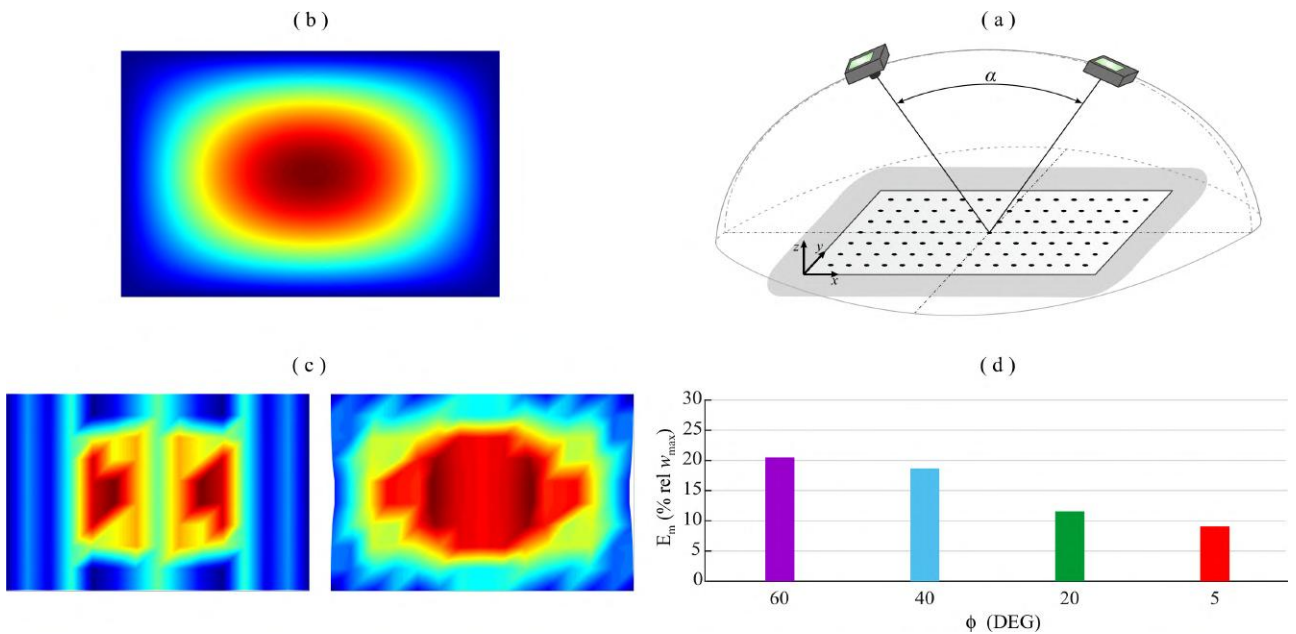 ( b )
( a )
α
z
y
x
( c )
( d )
30
25
20
15
10
5
0
E_m (% rel w_max)
60 40 20 5
ϕ (DEG)